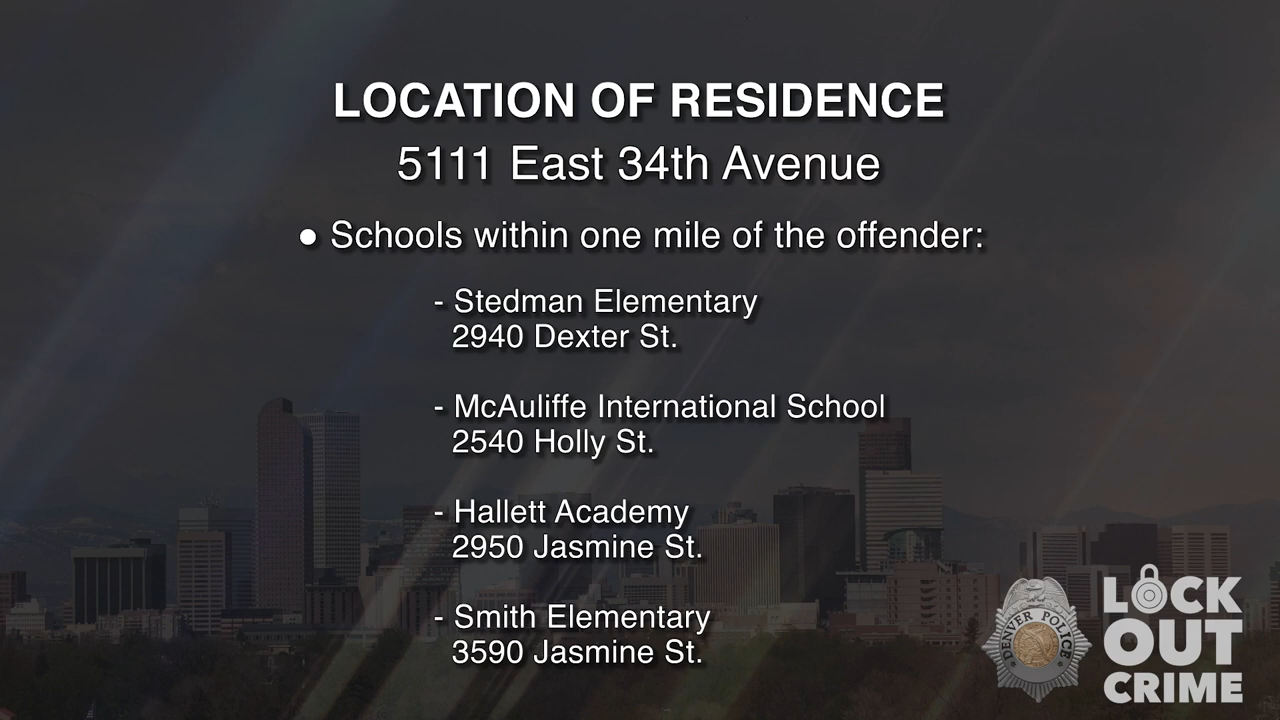 LOCATION OF RESIDENCE
5111 East 34th Avenue
● Schools within one mile of the offender:
- Stedman Elementary
2940 Dexter St.
- McAuliffe International School
2540 Holly St.
- Hallett Academy
2950 Jasmine St.
- Smith Elementary
3590 Jasmine St.
DENVER POLICE
LOCK
OUT
CRIME